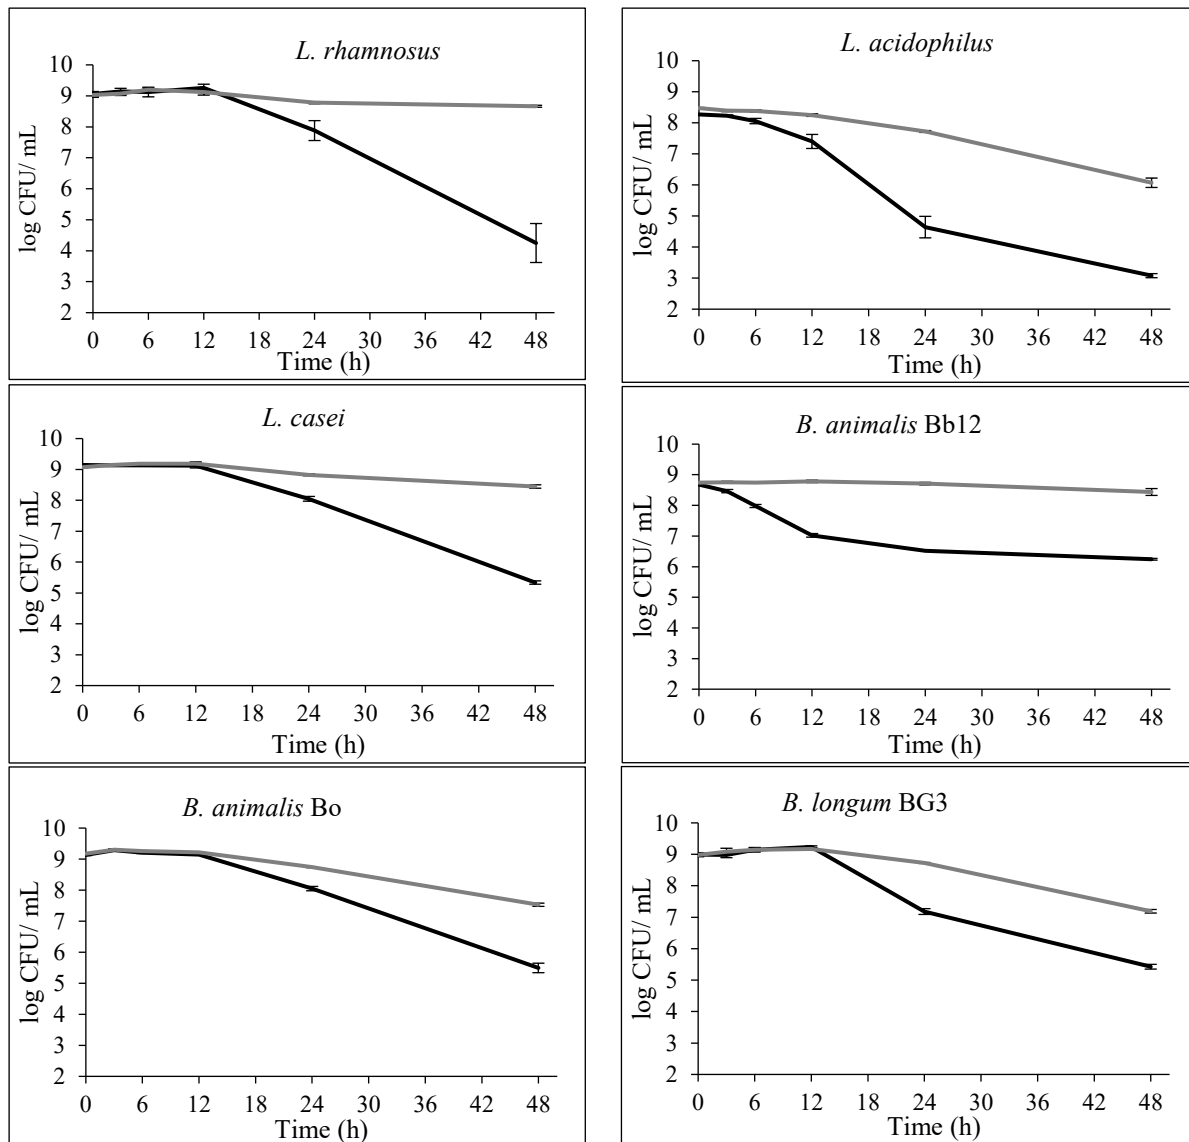 L. rhamnosus
log CFU/ mL
10
9
8
7
6
5
4
3
2
0 6 12 18 24 30 36 42 48
Time (h)
L. acidophilus
log CFU/ mL
10
9
8
7
6
5
4
3
2
0 6 12 18 24 30 36 42 48
Time (h)
L. casei
log CFU/ mL
10
9
8
7
6
5
4
3
2
0 6 12 18 24 30 36 42 48
Time (h)
B. animalis Bb12
log CFU/ mL
10
9
8
7
6
5
4
3
2
0 6 12 18 24 30 36 42 48
Time (h)
B. animalis Bo
log CFU/ mL
10
9
8
7
6
5
4
3
2
0 6 12 18 24 30 36 42 48
Time (h)
B. longum BG3
log CFU/ mL
10
9
8
7
6
5
4
3
2
0 6 12 18 24 30 36 42 48
Time (h)